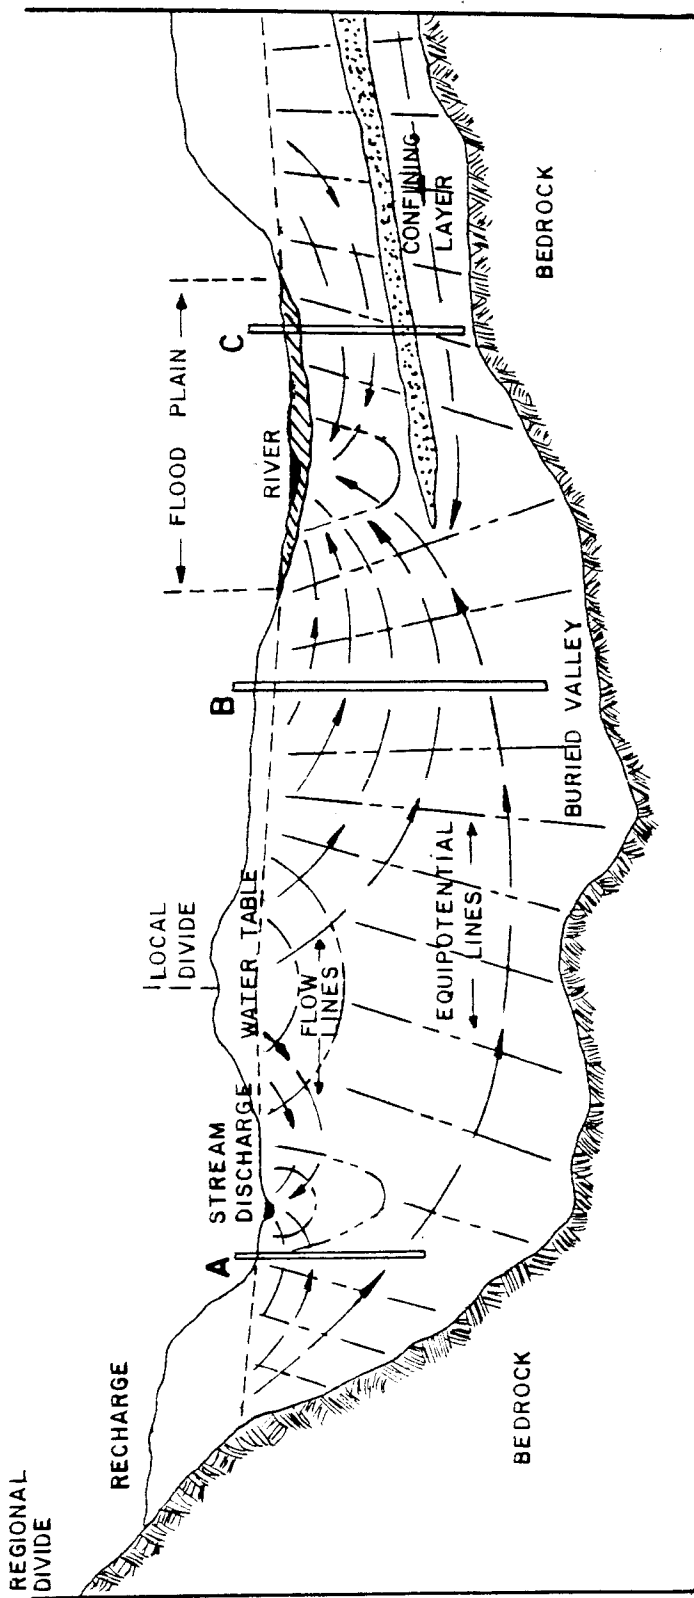 REGIONAL
DIVIDE
RECHARGE
A
STREAM
DISCHARGE
LOCAL
DIVIDE
WATER TABLE
FLOW
LINES
B
FLOOD PLAIN
RIVER
C
CONFINING
LAYER
EQUIPOTENTIAL
LINES
BURIED VALLEY
BEDROCK
BEDROCK